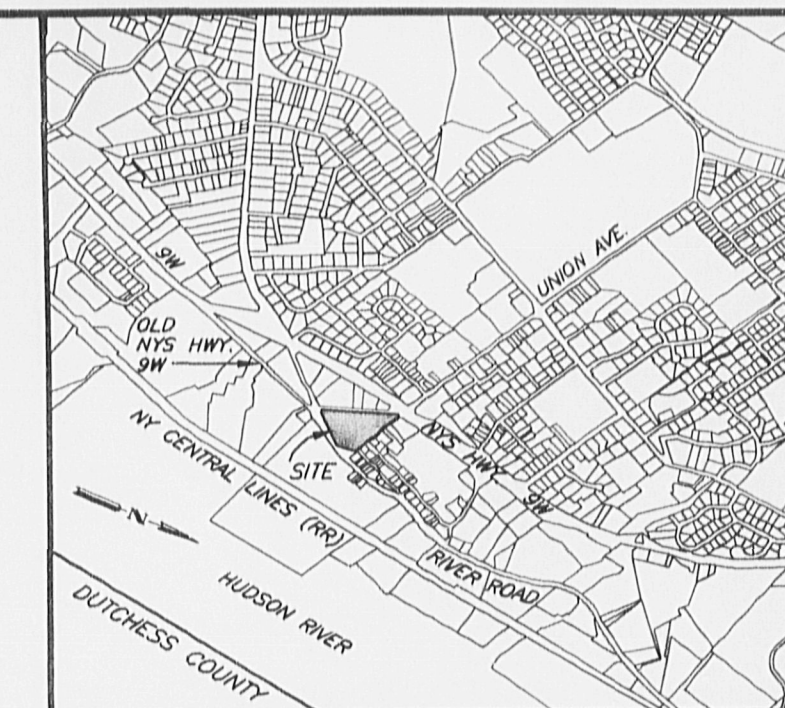 UNION AVE.
9W
OLD
NYS HWY.
9W
NYS HWY 9W
SITE
NY CENTRAL LINES (RR)
N
RIVER ROAD
HUDSON RIVER
DUTCHESS COUNTY